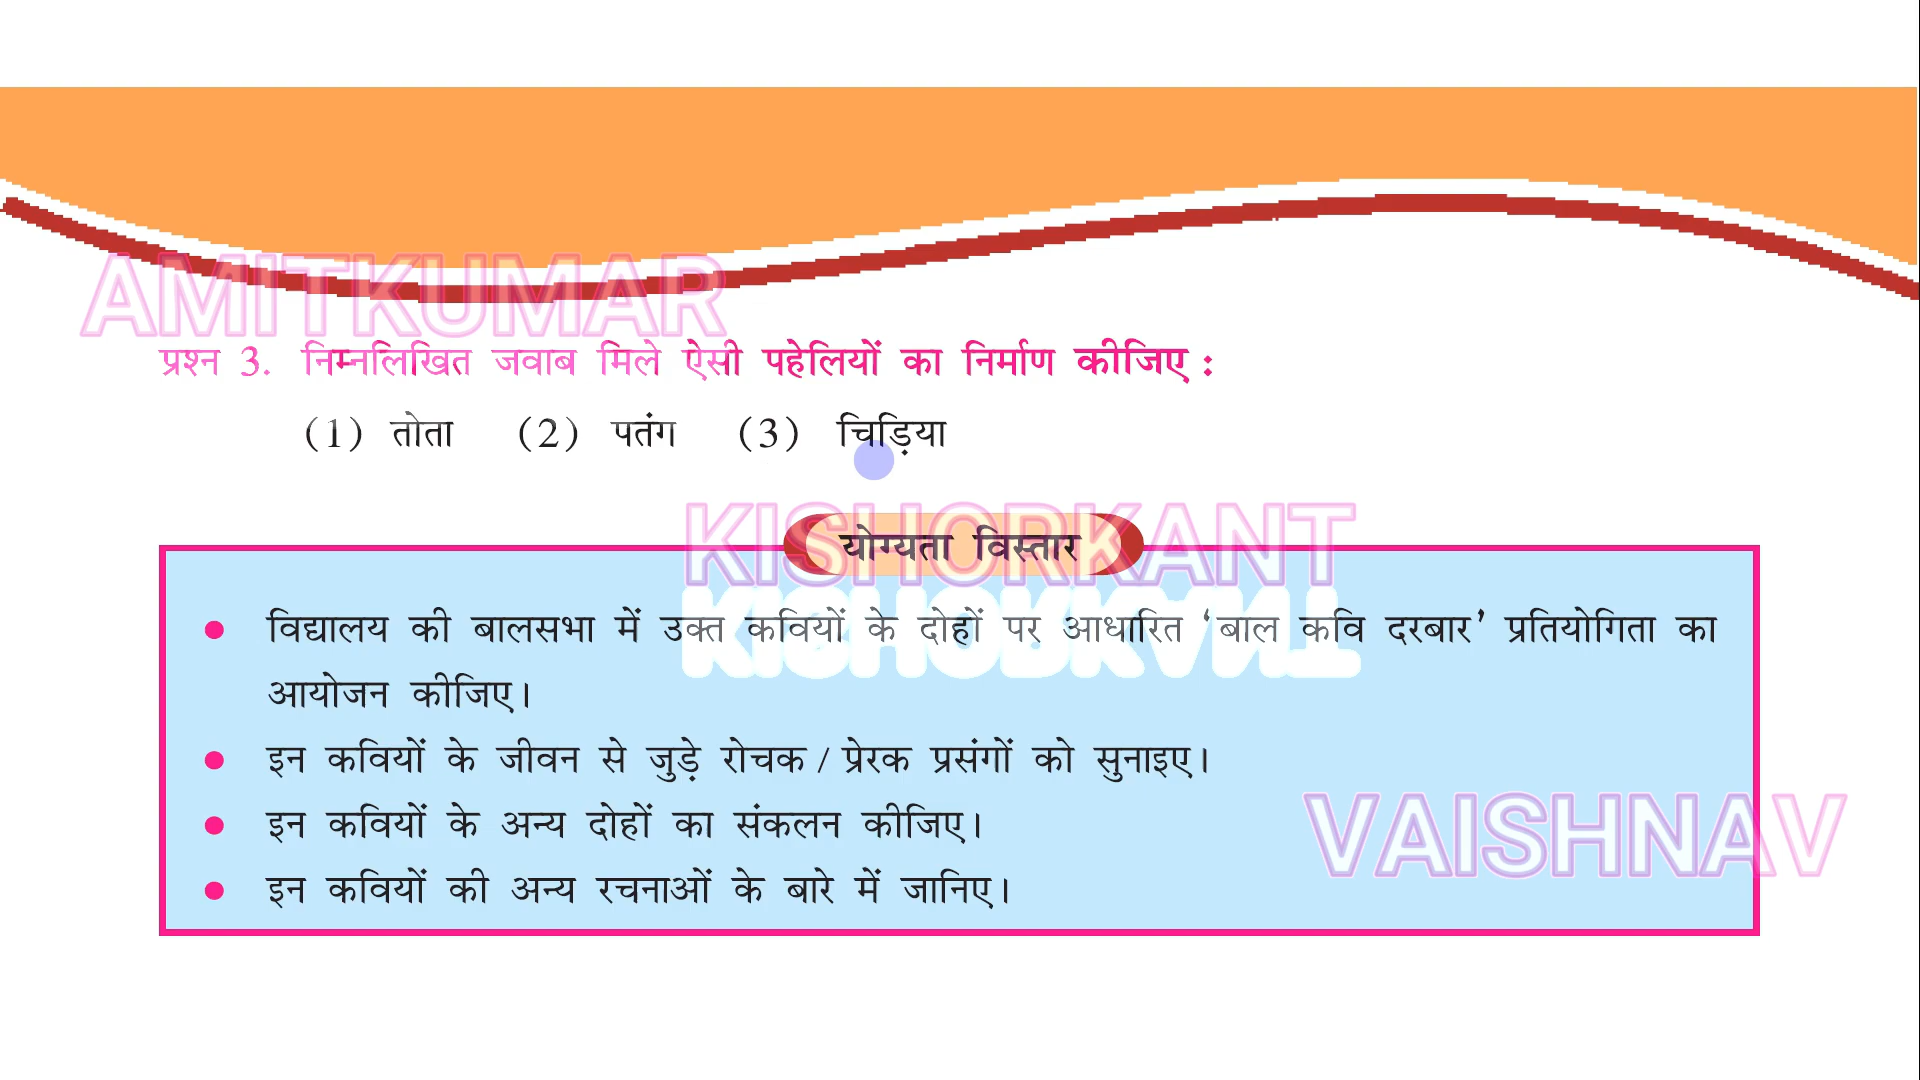 AMITKUMAR
प्रश्न 3. निम्नलिखित जवाब मिले ऐसी पहेलियों का निर्माण कीजिए :
(1) तोता (2) पतंग (3) चिड़िया
KISHORKANT
योग्यता विस्तार
KISHORKANT
• विद्यालय की बालसभा में उक्त कवियों के दोहों पर आधारित ‘बाल कवि दरबार’ प्रतियोगिता का
आयोजन कीजिए।
• इन कवियों के जीवन से जुड़े रोचक / प्रेरक प्रसंगों को सुनाइए।
• इन कवियों के अन्य दोहों का संकलन कीजिए।
VAISHNAV
• इन कवियों की अन्य रचनाओं के बारे में जानिए।